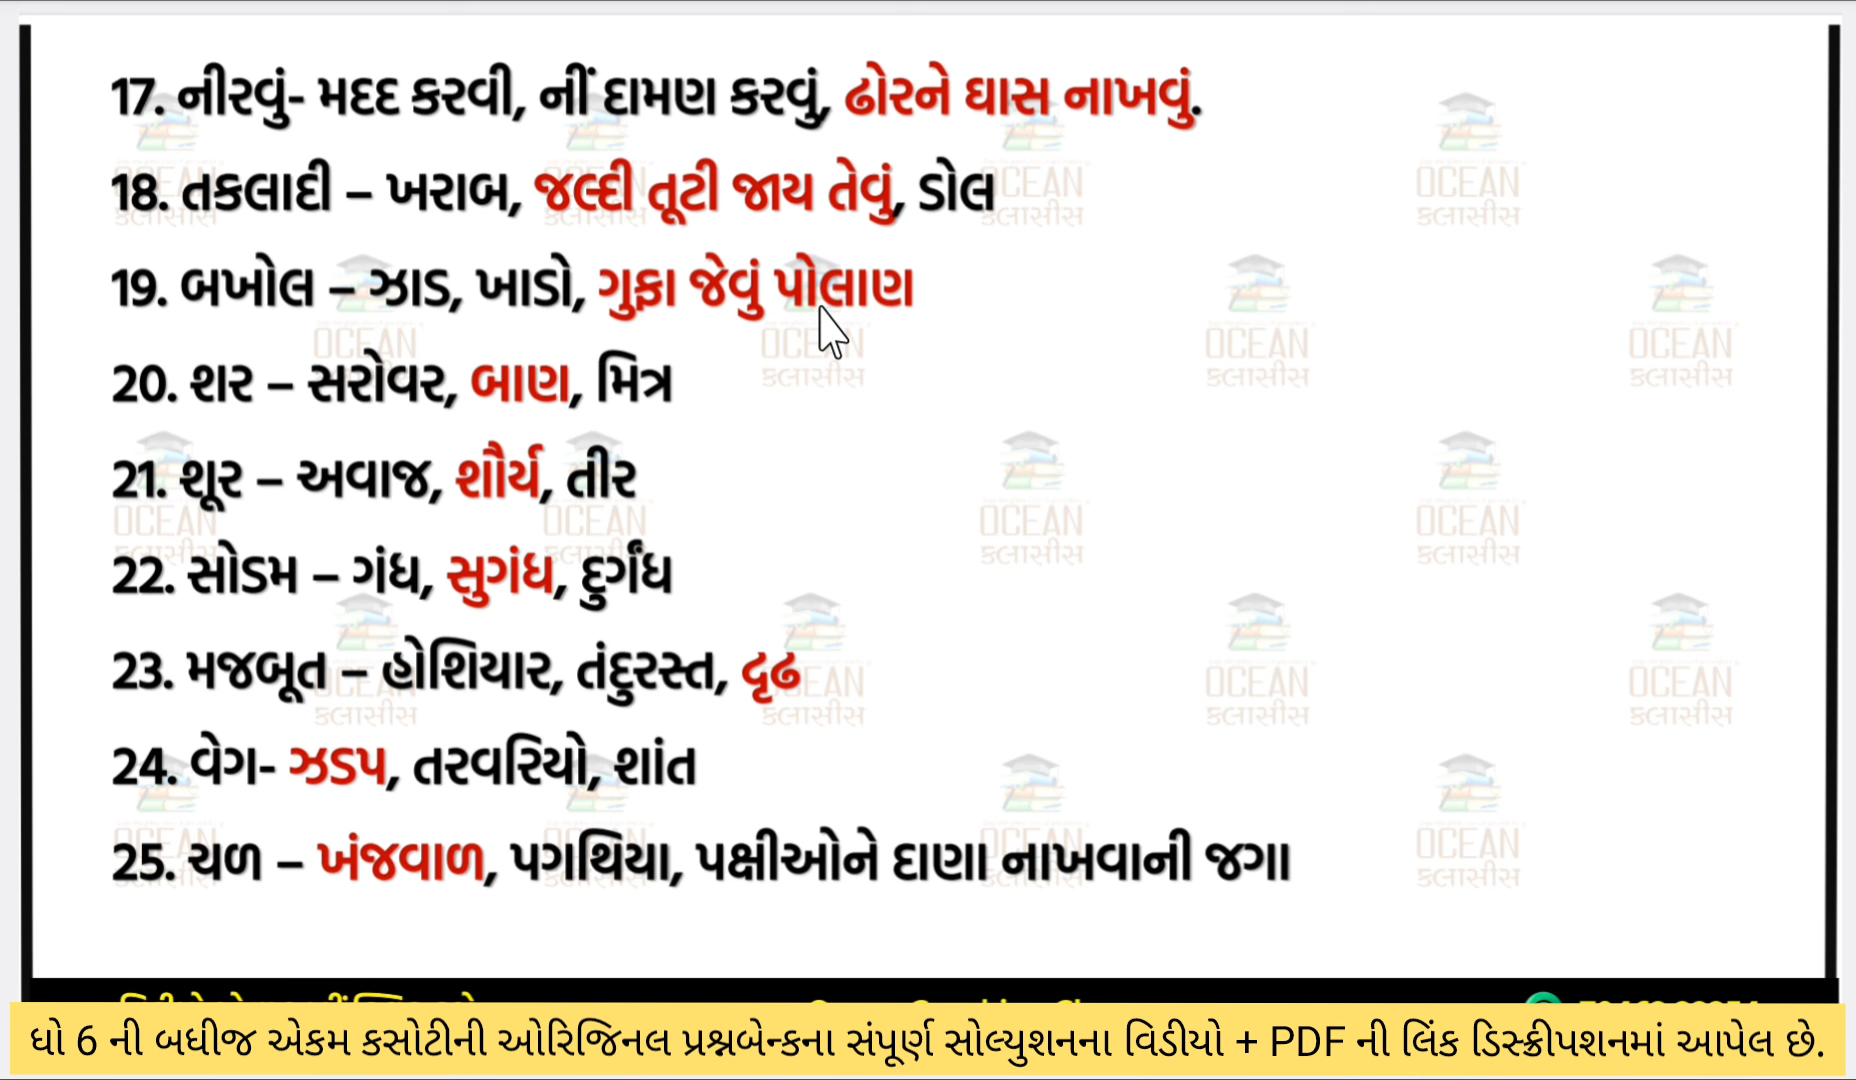 17. નીરવું- મદદ કરવી, નીંદામણ કરવું, ઢોરને ઘાસ નાખવું.
18. તકલાદી – ખરાબ, જલ્દી તૂટી જાય તેવું, ડોલ
19. બખોલ – ઝાડ, ખાડો, ગુફા જેવું પોલાણ
20. શર – સરોવર, બાણ, મિત્ર
21. શૂર – અવાજ, શૌર્ય, તીર
22. સોડમ – ગંધ, સુગંધ, દુર્ગંધ
23. મજબૂત – હોશિયાર, તંદુરસ્ત, દૃઢ
24. વેગ- ઝડપ, તરવરિયો, શાંત
25. ચળ – ખંજવાળ, પગથિયા, પક્ષીઓને દાણા નાખવાની જગા
OCEAN
કલાસીસ
ધો 6 ની બધીજ એકમ કસોટીની ઓરિજિનલ પ્રશ્નબેન્કના સંપૂર્ણ સોલ્યુશનના વિડીયો + PDF ની લિંક ડિસ્ક્રીપશનમાં આપેલ છે.